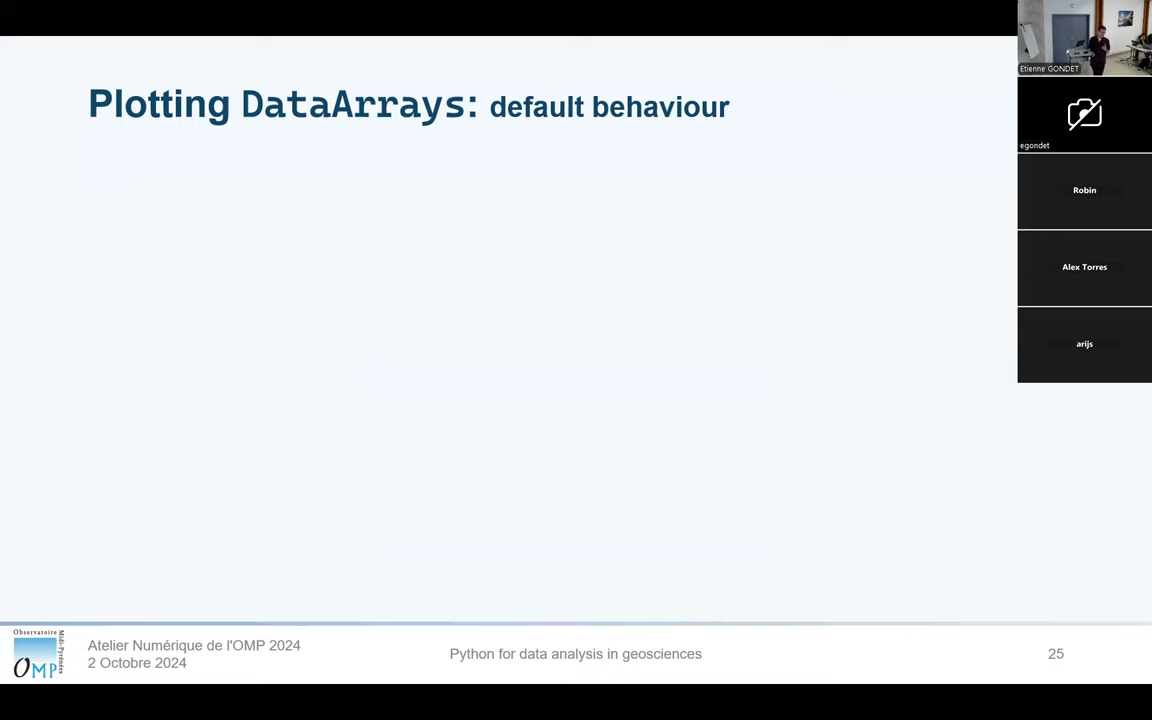 Plotting DataArrays: default behaviour
Etienne GONDET
egondet
Robin
Alex Torres
arijs
Observatoire
Midi-Pyrénées
OMP
Atelier Numérique de l'OMP 2024
2 Octobre 2024
Python for data analysis in geosciences
25